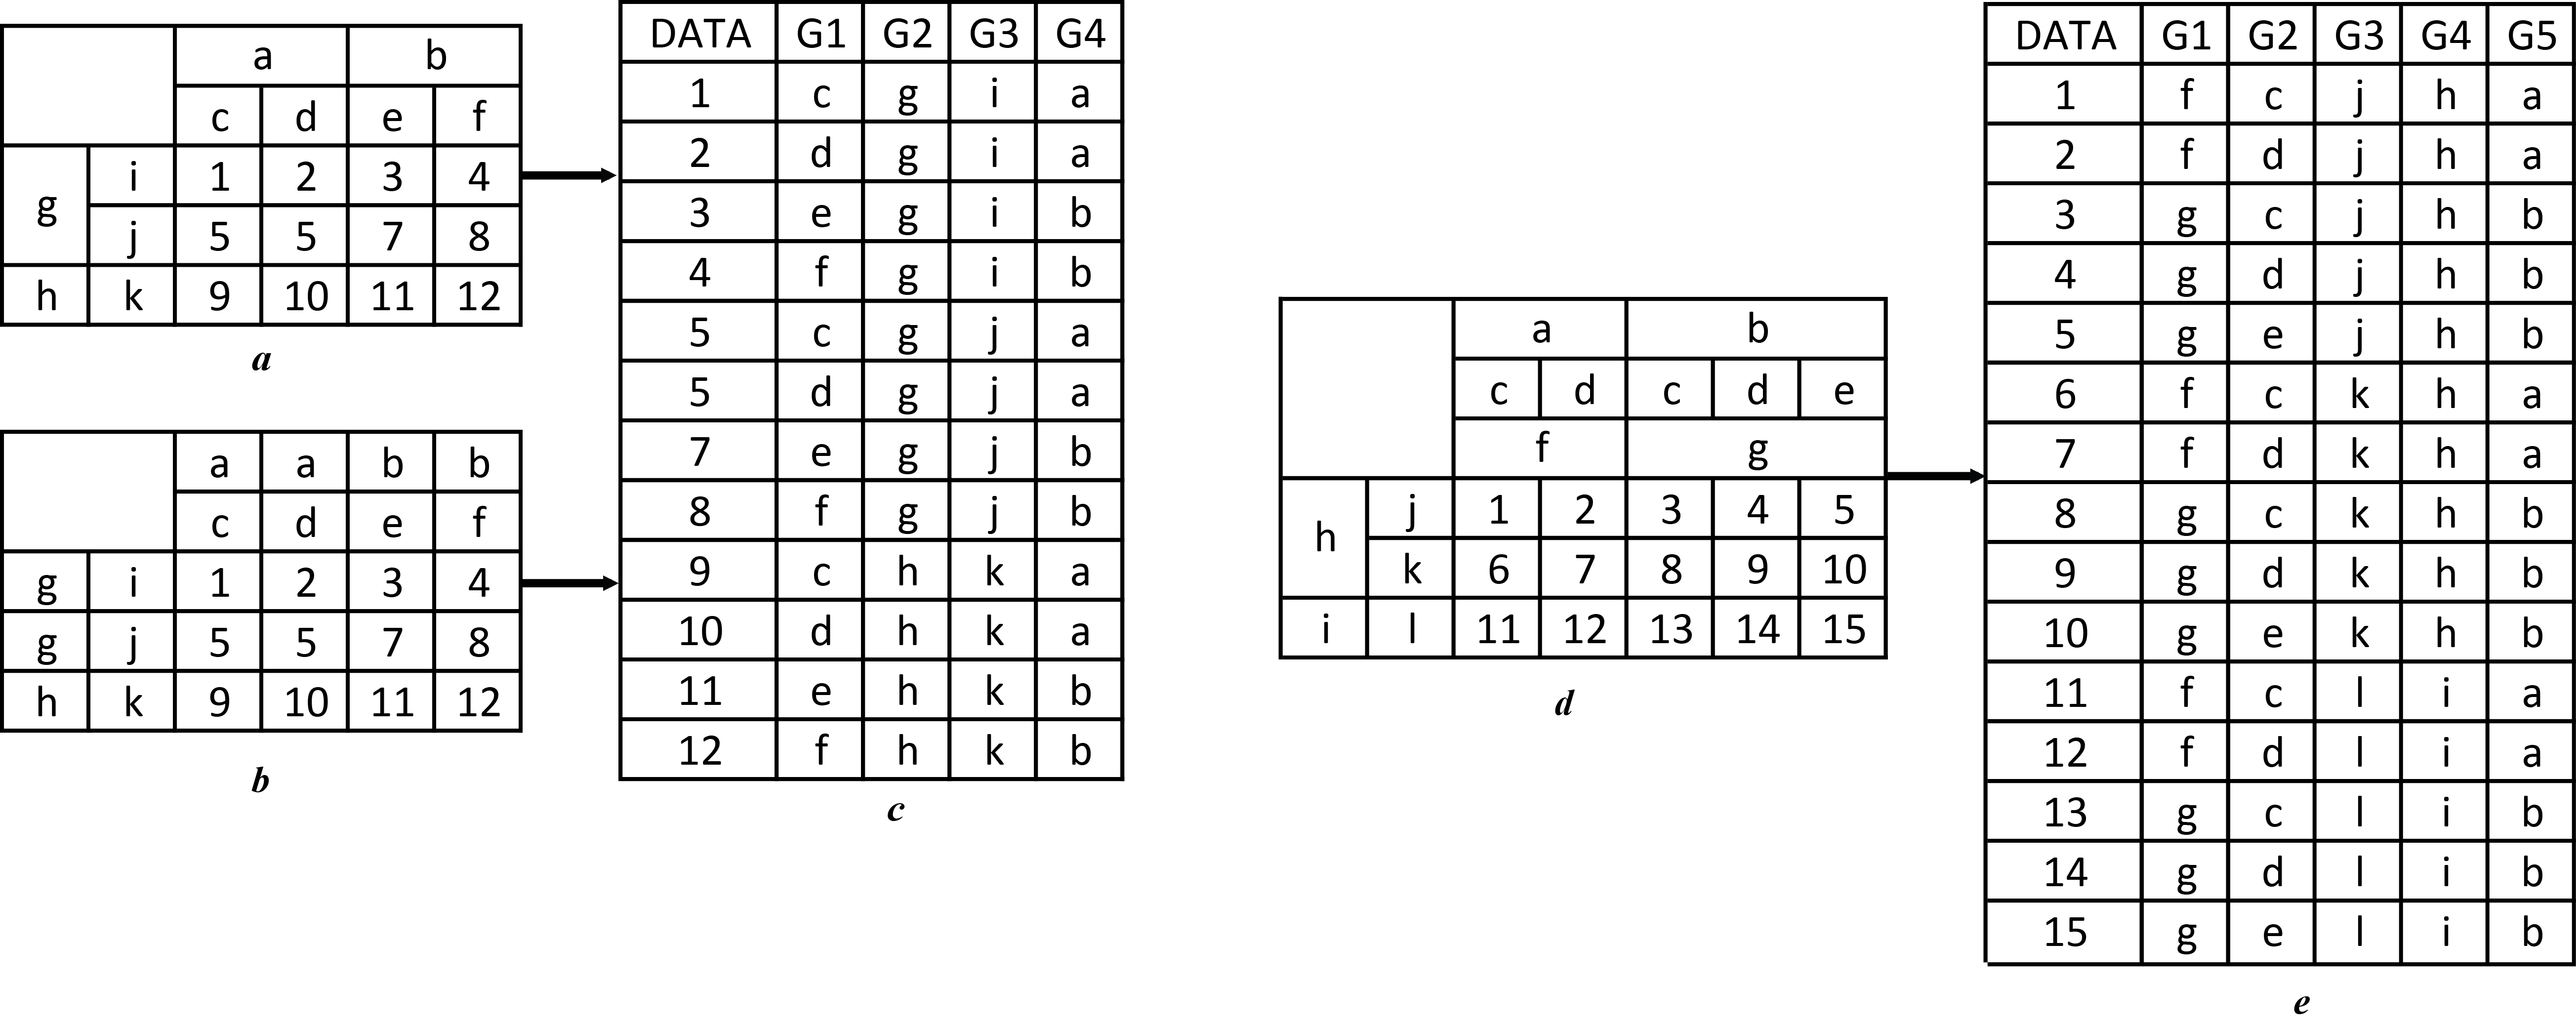 a b
c d e f
g i 1 2 3 4
j 5 5 7 8
h k 9 10 11 12
a
a a b b
c d e f
g i 1 2 3 4
g j 5 5 7 8
h k 9 10 11 12
b
DATA G1 G2 G3 G4
1 c g i a
2 d g i a
3 e g i b
4 f g i b
5 c g j a
5 d g j a
7 e g j b
8 f g j b
9 c h k a
10 d h k a
11 e h k b
12 f h k b
c
a b
c d c d e
f g
h j 1 2 3 4 5
k 6 7 8 9 10
i l 11 12 13 14 15
d
DATA G1 G2 G3 G4 G5
1 f c j h a
2 f d j h a
3 g c j h b
4 g d j h b
5 g e j h b
6 f c k h a
7 f d k h a
8 g c k h b
9 g d k h b
10 g e k h b
11 f c l i a
12 f d l i a
13 g c l i b
14 g d l i b
15 g e l i b
e